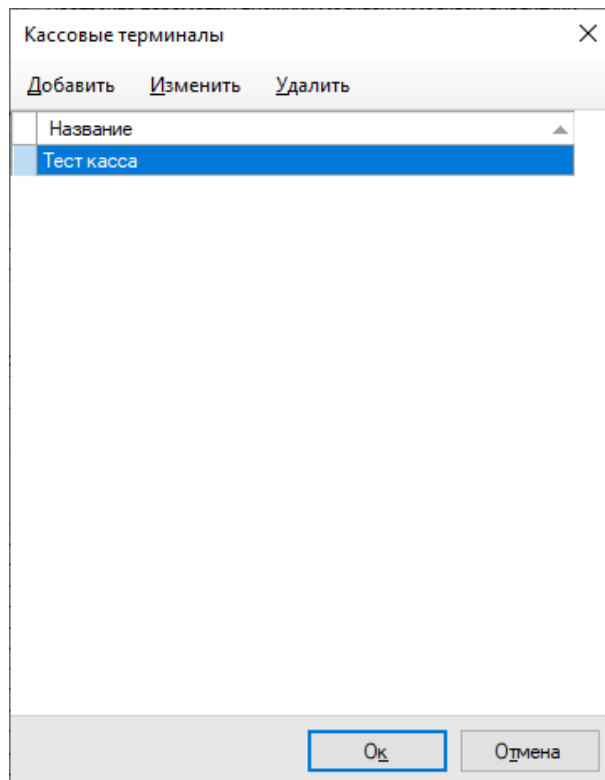 Кассовые терминалы
Добавить Изменить Удалить
Название
Тест касса
Ок Отмена